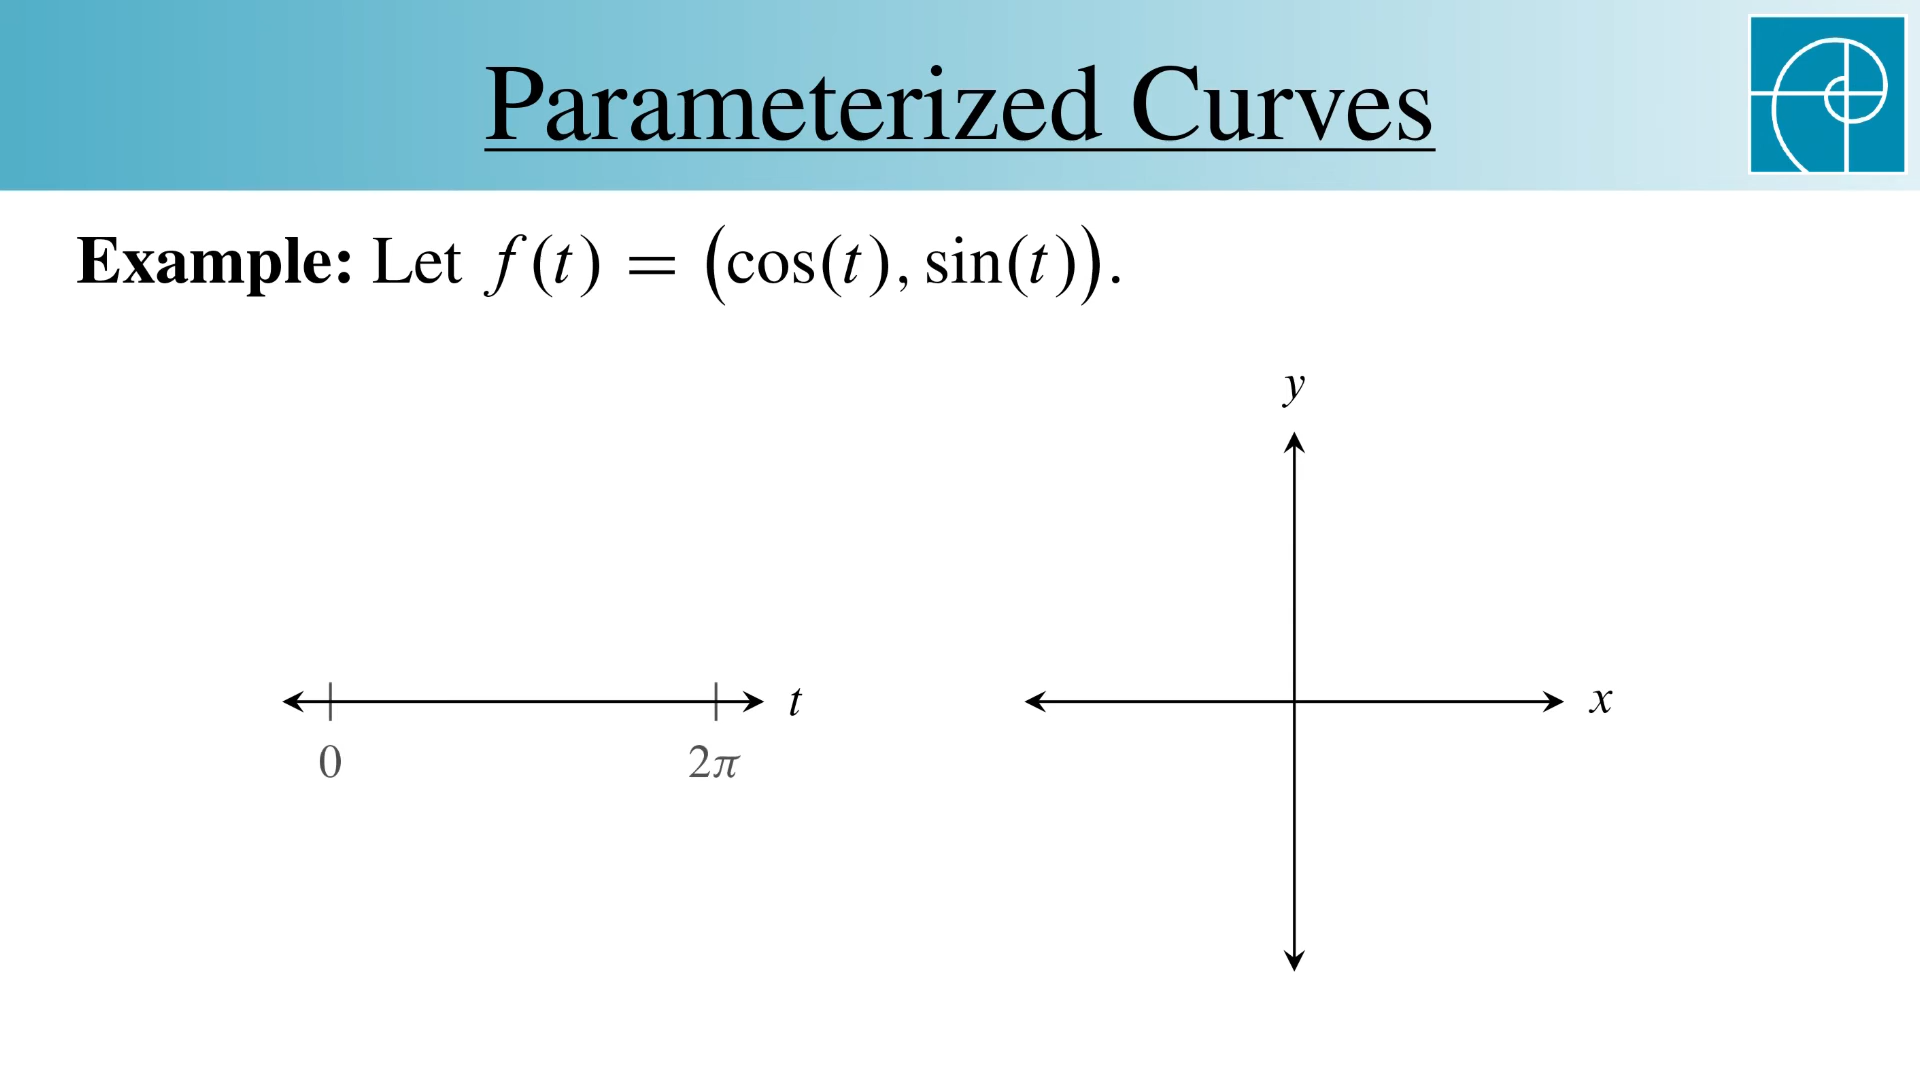 Parameterized Curves
Example: Let f(t) = (cos(t), sin(t)).
y
t
x
0
2π